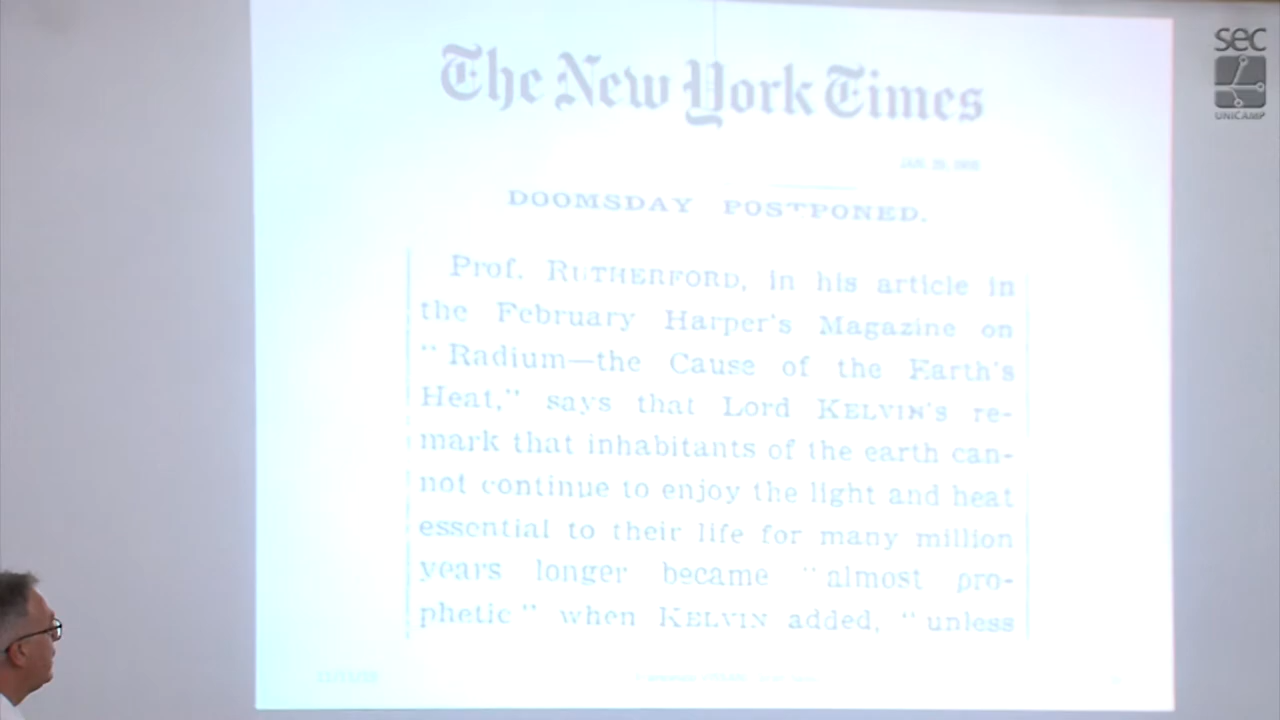 sec
UNICAMP
The New York Times
DOOMSDAY POSTPONED.
Prof. RUTHERFORD, in his article in
the February Harper's Magazine on
"Radium—the Cause of the Earth's
Heat," says that Lord KELVIN'S re-
mark that inhabitants of the earth can-
not continue to enjoy the light and heat
essential to their life for many million
years longer became "almost pro-
phetic" when KELVIN added, "unless